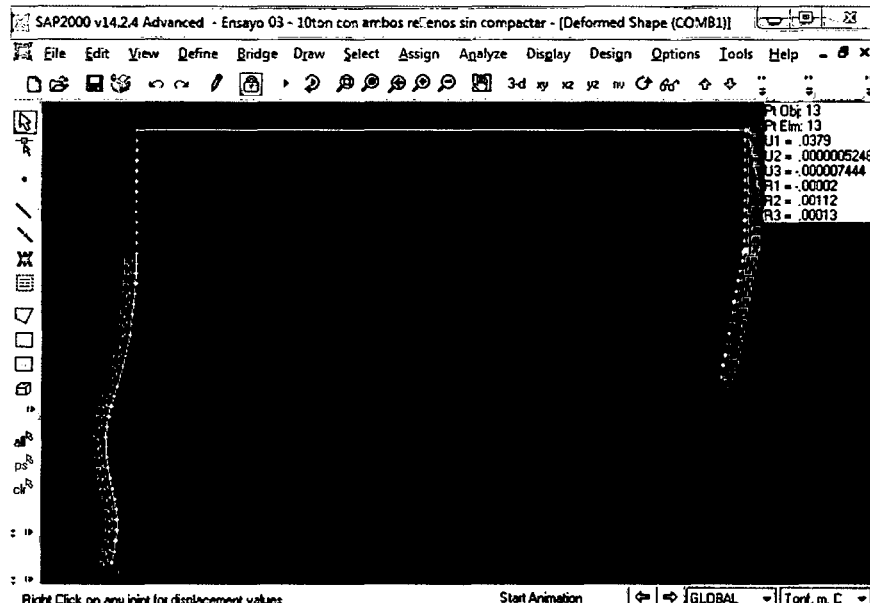 SAP2000 v14.2.4 Advanced - Ensayo 03 - 10ton con ambos rellenos sin compactar - [Deformed Shape (COMB1)]
File Edit View Define Bridge Draw Select Assign Analyze Display Design Options Tools Help
3-d xy xz yz nv
Pt Obj: 13
Pt Elm: 13
U1 = .0379
U2 = .0000005248
U3 = -.000007444
R1 = -.00002
R2 = .00112
R3 = .00013
all
ps
clr
Right Click on any joint for displacement values
Start Animation
GLOBAL
Tonf, m, C